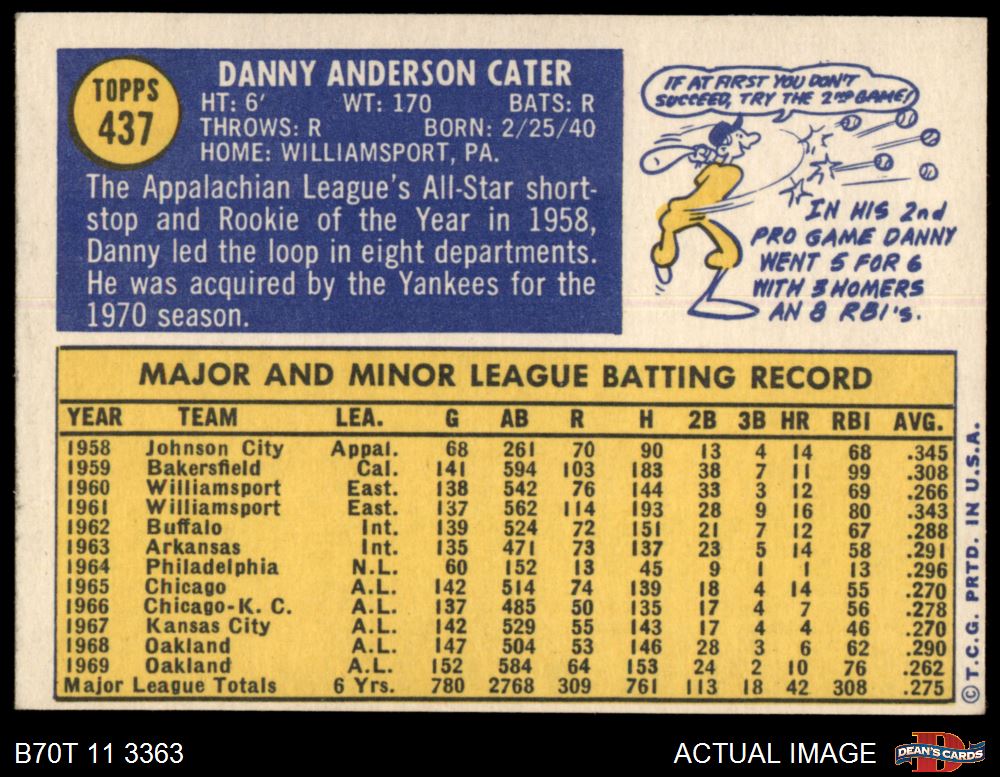 TOPPS
437
DANNY ANDERSON CATER
HT: 6' WT: 170 BATS: R
THROWS: R BORN: 2/25/40
HOME: WILLIAMSPORT, PA.
The Appalachian League's All-Star short-
stop and Rookie of the Year in 1958,
Danny led the loop in eight departments.
He was acquired by the Yankees for the
1970 season.
IF AT FIRST YOU DON'T
SUCCEED, TRY THE 2ND GAME!
IN HIS 2nd
PRO GAME DANNY
WENT 5 FOR 6
WITH 3 HOMERS
AN 8 RBI's.
MAJOR AND MINOR LEAGUE BATTING RECORD
YEAR TEAM LEA. G AB R H 2B 3B HR RBI AVG.
1958 Johnson City Appal. 68 261 70 90 13 4 14 68 .345
1959 Bakersfield Cal. 141 594 103 183 38 7 11 99 .308
1960 Williamsport East. 138 542 76 144 33 3 12 69 .266
1961 Williamsport East. 137 562 114 193 28 9 16 80 .343
1962 Buffalo Int. 139 524 72 151 21 7 12 67 .288
1963 Arkansas Int. 135 471 73 137 23 5 14 58 .291
1964 Philadelphia N.L. 60 152 13 45 9 1 1 13 .296
1965 Chicago A.L. 142 514 74 139 18 4 14 55 .270
1966 Chicago-K. C. A.L. 137 485 50 135 17 4 7 56 .278
1967 Kansas City A.L. 142 529 55 143 17 4 4 46 .270
1968 Oakland A.L. 147 504 53 146 28 3 6 62 .290
1969 Oakland A.L. 152 584 64 153 24 2 10 76 .262
Major League Totals 6 Yrs. 780 2768 309 761 113 18 42 308 .275
© T.C.G. PRTD. IN U.S.A.
B70T 11 3363
ACTUAL IMAGE
DEAN'S CARDS